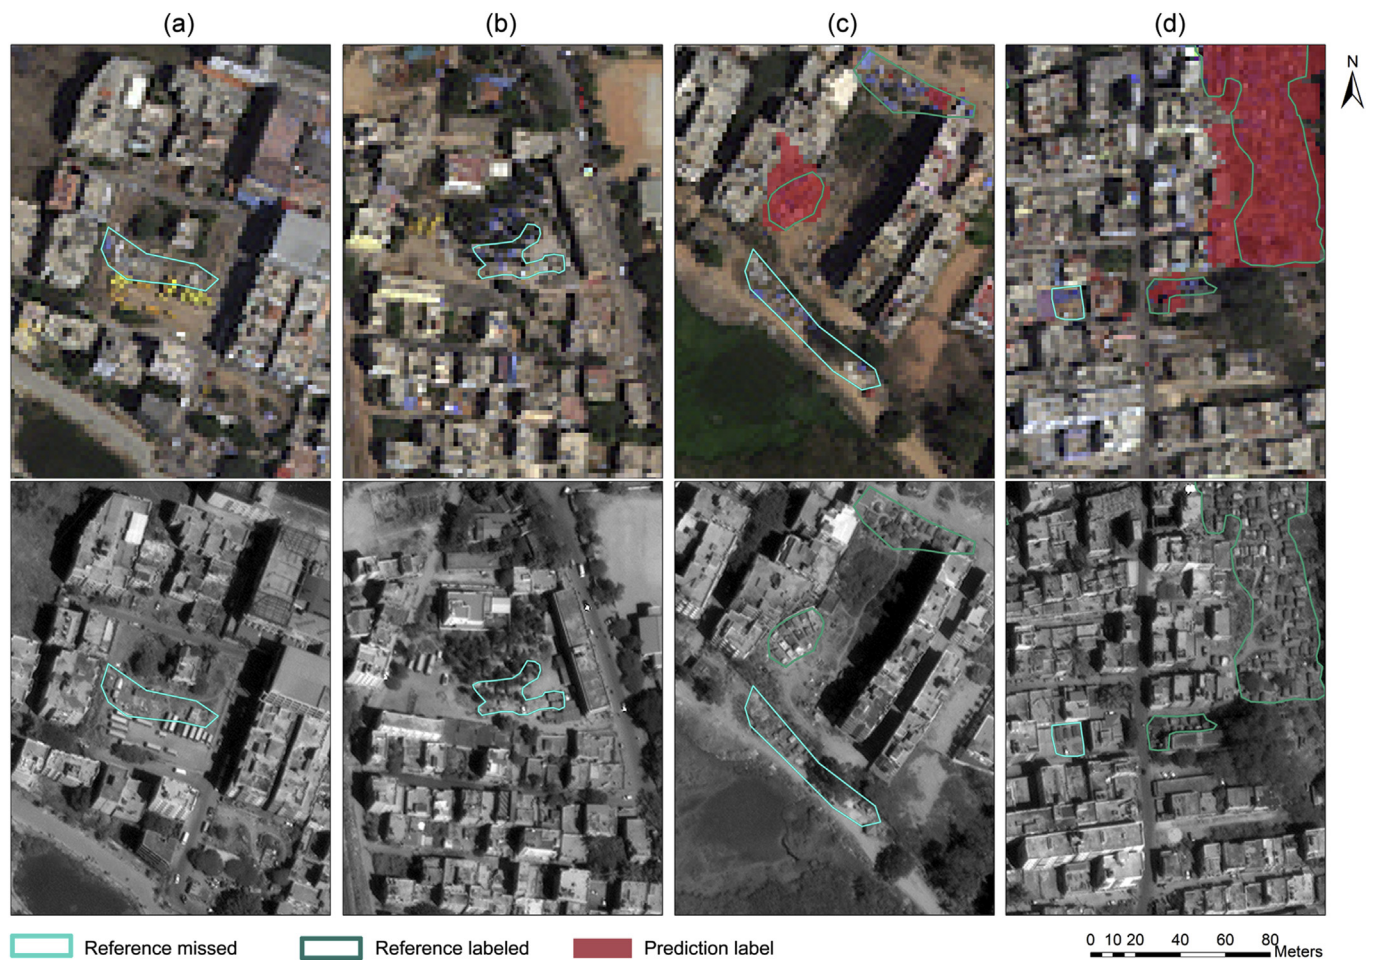 (a) (b) (c) (d)
N
Reference missed Reference labeled Prediction label
0 10 20 40 60 80
Meters